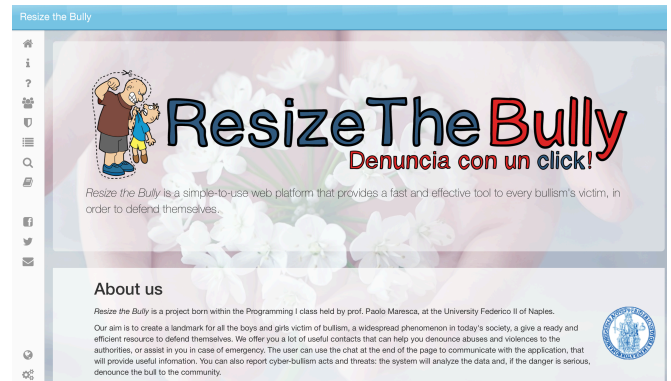 Resize the Bully
ResizeTheBully
Denuncia con un click!
Resize the Bully is a simple-to-use web platform that provides a fast and effective tool to every bullism's victim, in
order to defend themselves.
About us
Resize the Bully is a project born within the Programming I class held by prof. Paolo Maresca, at the University Federico II of Naples.
Our aim is to create a landmark for all the boys and girls victim of bullism, a widespread phenomenon in today's society, a give a ready and
efficient resource to defend themselves. We offer you a lot of useful contacts that can help you denounce abuses and violences to the
authorities, or assist you in case of emergency. The user can use the chat at the end of the page to communicate with the application, that
will provide useful infomation. You can also report cyber-bullism acts and threats: the system will analyze the data and, if the danger is serious,
denounce the bull to the community.